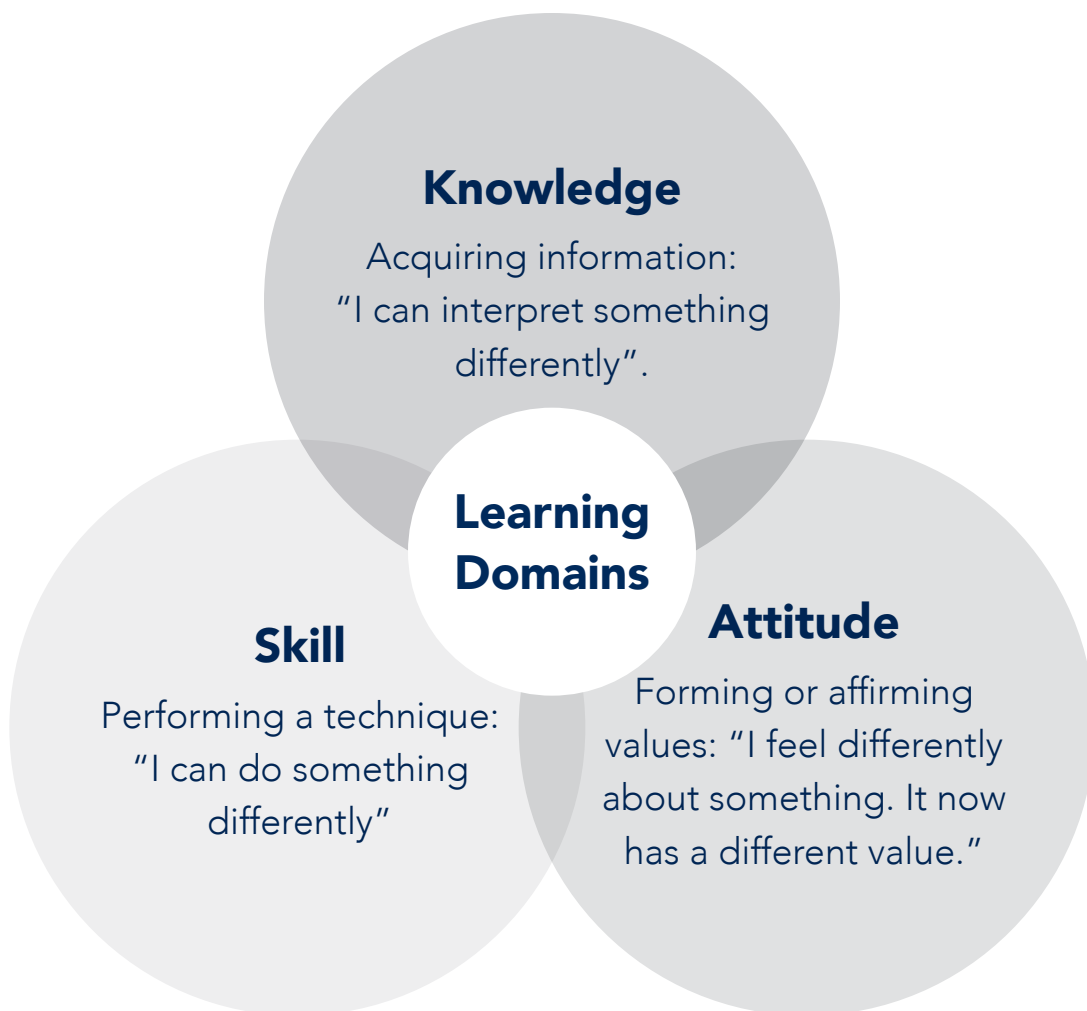 Knowledge
Acquiring information:
“I can interpret something
differently”.
Learning
Domains
Skill
Performing a technique:
“I can do something
differently”
Attitude
Forming or affirming
values: “I feel differently
about something. It now
has a different value.”